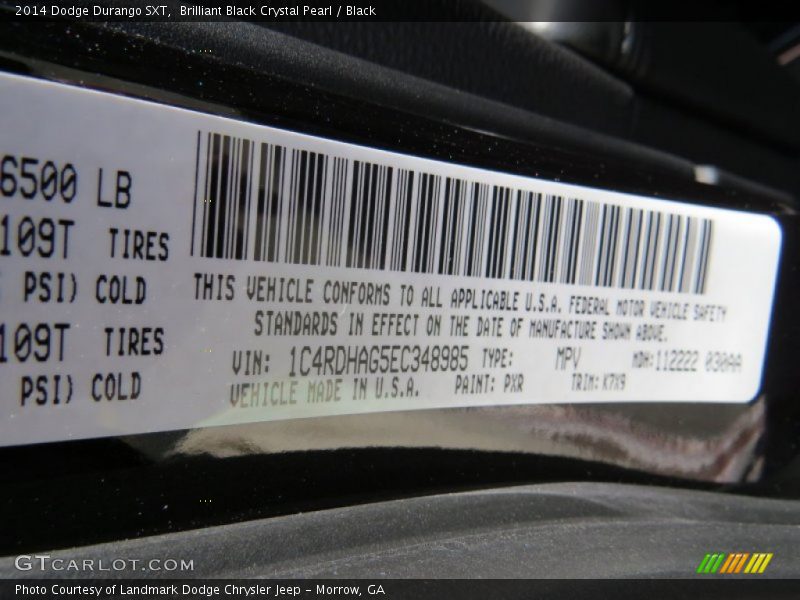 2014 Dodge Durango SXT, Brilliant Black Crystal Pearl / Black
6500 LB
109T TIRES
PSI) COLD
109T TIRES
PSI) COLD
THIS VEHICLE CONFORMS TO ALL APPLICABLE U.S.A. FEDERAL MOTOR VEHICLE SAFETY
STANDARDS IN EFFECT ON THE DATE OF MANUFACTURE SHOWN ABOVE.
VIN: 1C4RDHAG5EC348985 TYPE: MPV MDH:112222 030AA
VEHICLE MADE IN U.S.A. PAINT: PXR TRIM: K7X9
GTCARLOT.COM
Photo Courtesy of Landmark Dodge Chrysler Jeep - Morrow, GA